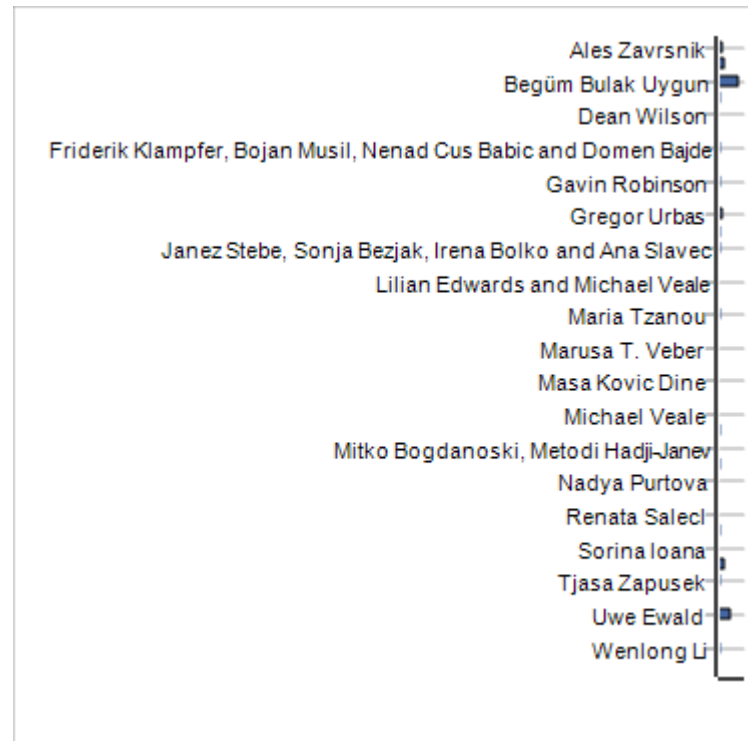 Ales Zavrsnik
Begüm Bulak Uygun
Dean Wilson
Friderik Klampfer, Bojan Musil, Nenad Cus Babic and Domen Bajde
Gavin Robinson
Gregor Urbas
Janez Stebe, Sonja Bezjak, Irena Bolko and Ana Slavec
Lilian Edwards and Michael Veale
Maria Tzanou
Marusa T. Veber
Masa Kovic Dine
Michael Veale
Mitko Bogdanoski, Metodi Hadji-Janev
Nadya Purtova
Renata Salecl
Sorina Ioana
Tjasa Zapusek
Uwe Ewald
Wenlong Li